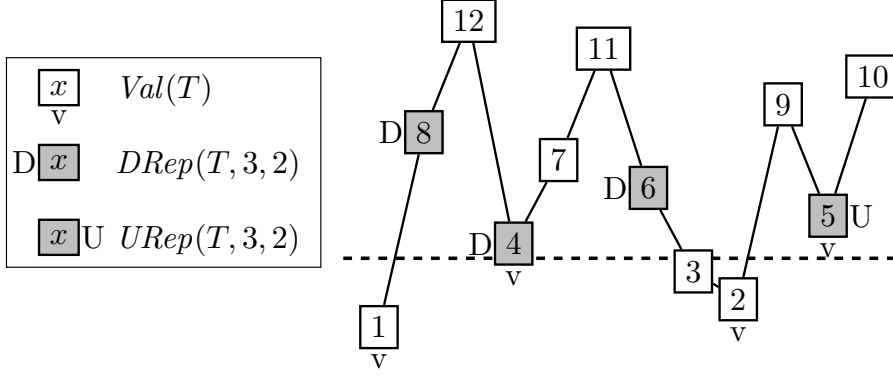 x Val(T)
v
D x DRep(T, 3, 2)
x U URep(T, 3, 2)
12
11
10
9
D 8
7
D 6
5 U
v
D 4
v
3
2
v
1
v